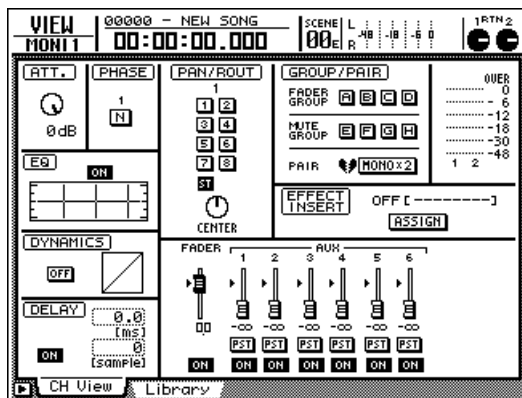 VIEW
MONI1
00000 - NEW SONG
00:00:00.000
SCENE
00E
L
R
-48 -18 -6 0
1 RTN 2
ATT.
0dB
PHASE
1
N
PAN/ROUT
1
1 2
3 4
5 6
7 8
ST
CENTER
GROUP/PAIR
FADER GROUP A B C D
MUTE GROUP E F G H
PAIR MONO×2
OVER
0
- 6
-12
-18
-30
-48
1 2
EQ
ON
EFFECT INSERT
OFF [----------]
ASSIGN
DYNAMICS
OFF
FADER
AUX
1 2 3 4 5 6
-∞ -∞ -∞ -∞ -∞ -∞
PST PST PST PST PST PST
ON ON ON ON ON ON ON
DELAY
0.0
[ms]
ON
0
[sample]
CH View
Library